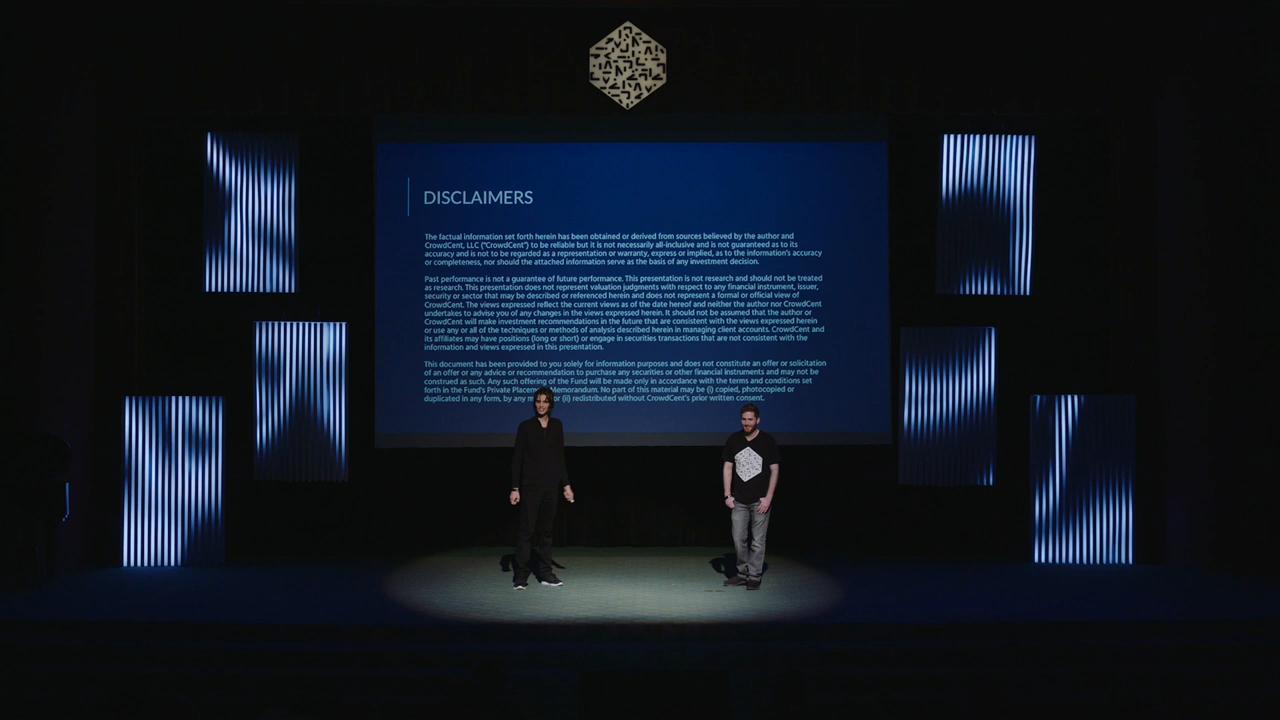 DISCLAIMERS
The factual information set forth herein has been obtained or derived from sources believed by the author and
CrowdCent, LLC ("CrowdCent") to be reliable but it is not necessarily all-inclusive and is not guaranteed as to its
accuracy and is not to be regarded as a representation or warranty, express or implied, as to the information's accuracy
or completeness, nor should the attached information serve as the basis of any investment decision.
Past performance is not a guarantee of future performance. This presentation is not research and should not be treated
as research. This presentation does not represent valuation judgments with respect to any financial instrument, issuer,
security or sector that may be described or referenced herein and does not represent a formal or official view of
CrowdCent. The views expressed reflect the current views as of the date hereof and neither the author nor CrowdCent
undertakes to advise you of any changes in the views expressed herein. It should not be assumed that the author or
CrowdCent will make investment recommendations in the future that are consistent with the views expressed herein
or use any or all of the techniques or methods of analysis described herein in managing client accounts. CrowdCent and
its affiliates may have positions (long or short) or engage in securities transactions that are not consistent with the
information and views expressed in this presentation.
This document has been provided to you solely for information purposes and does not constitute an offer or solicitation
of an offer or any advice or recommendation to purchase any securities or other financial instruments and may not be
construed as such. Any such offering of the Fund will be made only in accordance with the terms and conditions set
forth in the Fund's Private Placement Memorandum. No part of this material may be (i) copied, photocopied or
duplicated in any form, by any or (ii) redistributed without CrowdCent's prior written consent.